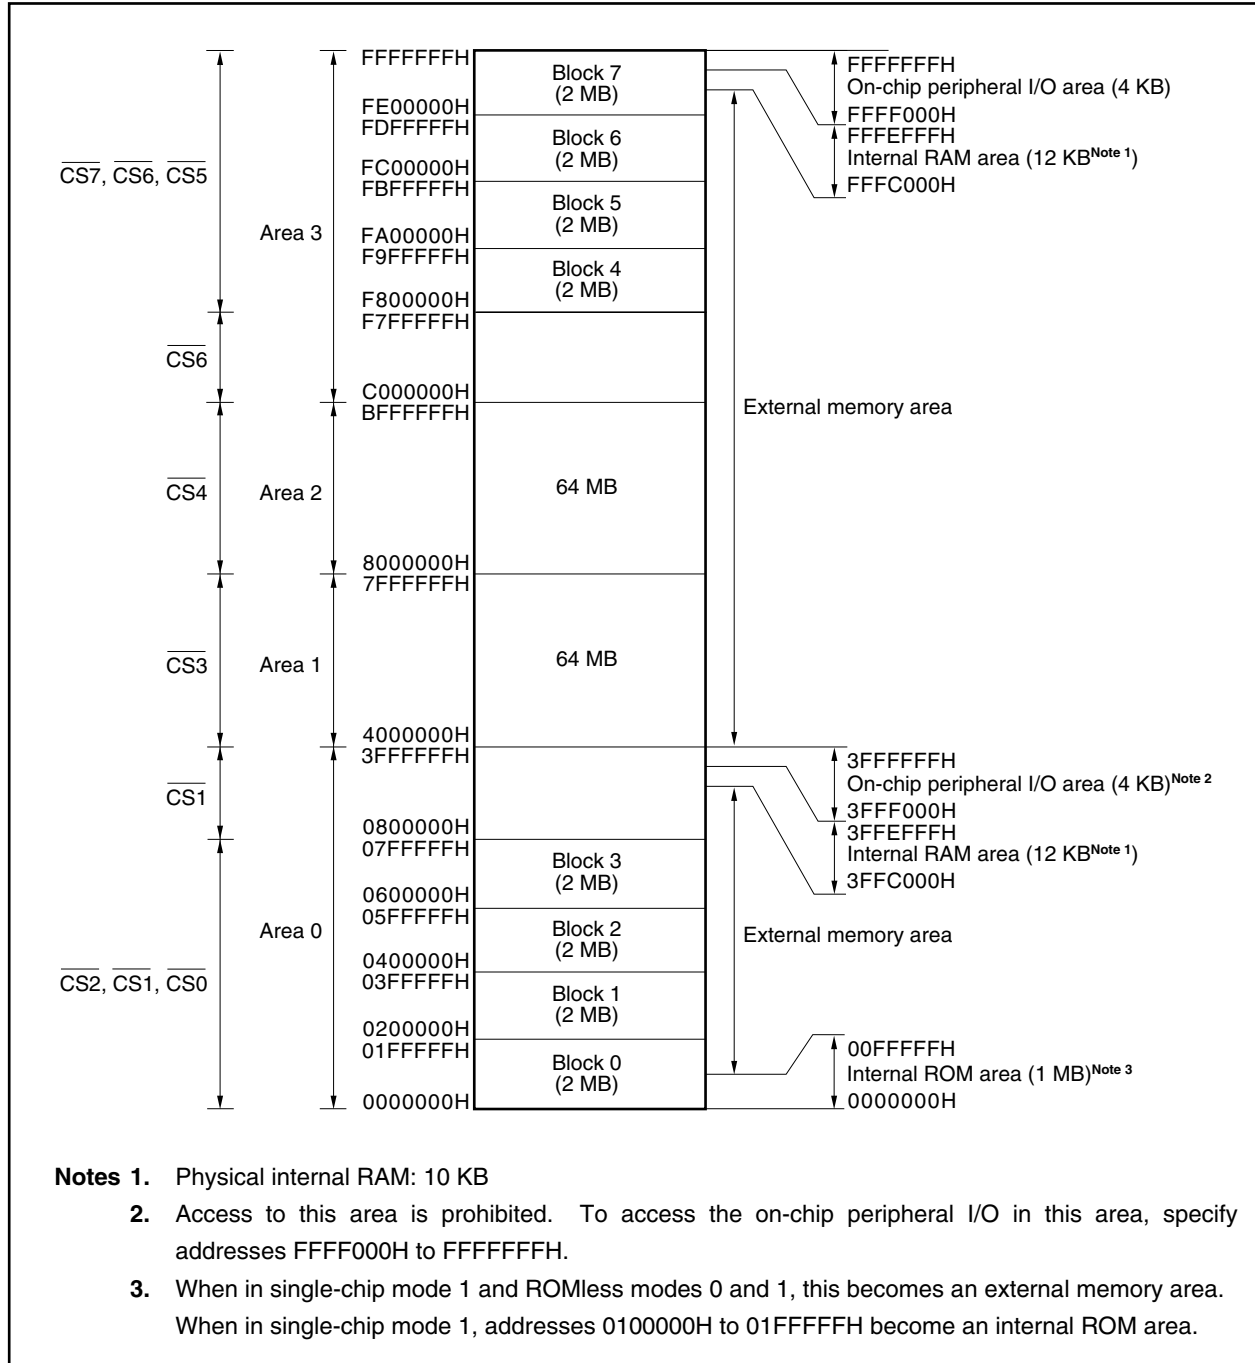 FFFFFFFH
Block 7
(2 MB)
FE00000H
FDFFFFFH
Block 6
(2 MB)
FC00000H
FBFFFFFH
Block 5
(2 MB)
FA00000H
F9FFFFFH
Block 4
(2 MB)
F800000H
F7FFFFFH
C000000H
BFFFFFFH
64 MB
8000000H
7FFFFFFH
64 MB
4000000H
3FFFFFFH
0800000H
07FFFFFH
Block 3
(2 MB)
0600000H
05FFFFFH
Block 2
(2 MB)
0400000H
03FFFFFH
Block 1
(2 MB)
0200000H
01FFFFFH
Block 0
(2 MB)
0000000H
CS7, CS6, CS5
CS6
CS4
CS3
CS1
CS2, CS1, CS0
Area 3
Area 2
Area 1
Area 0
FFFFFFFH
On-chip peripheral I/O area (4 KB)
FFFF000H
FFFEFFFH
Internal RAM area (12 KBNote 1)
FFFC000H
External memory area
3FFFFFFH
On-chip peripheral I/O area (4 KB)Note 2
3FFF000H
3FFEFFFH
Internal RAM area (12 KBNote 1)
3FFC000H
External memory area
00FFFFFH
Internal ROM area (1 MB)Note 3
0000000H
Notes 1. Physical internal RAM: 10 KB
2. Access to this area is prohibited. To access the on-chip peripheral I/O in this area, specify
addresses FFFF000H to FFFFFFFH.
3. When in single-chip mode 1 and ROMless modes 0 and 1, this becomes an external memory area.
When in single-chip mode 1, addresses 0100000H to 01FFFFFH become an internal ROM area.